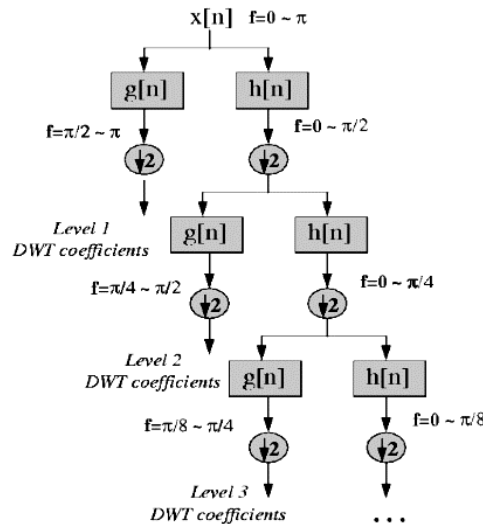 x[n] f=0 ~ π
g[n] h[n]
f=π/2 ~ π f=0 ~ π/2
↓2 ↓2
Level 1
DWT coefficients
g[n] h[n]
f=π/4 ~ π/2 f=0 ~ π/4
↓2 ↓2
Level 2
DWT coefficients
g[n] h[n]
f=π/8 ~ π/4 f=0 ~ π/8
↓2 ↓2
Level 3
DWT coefficients
...